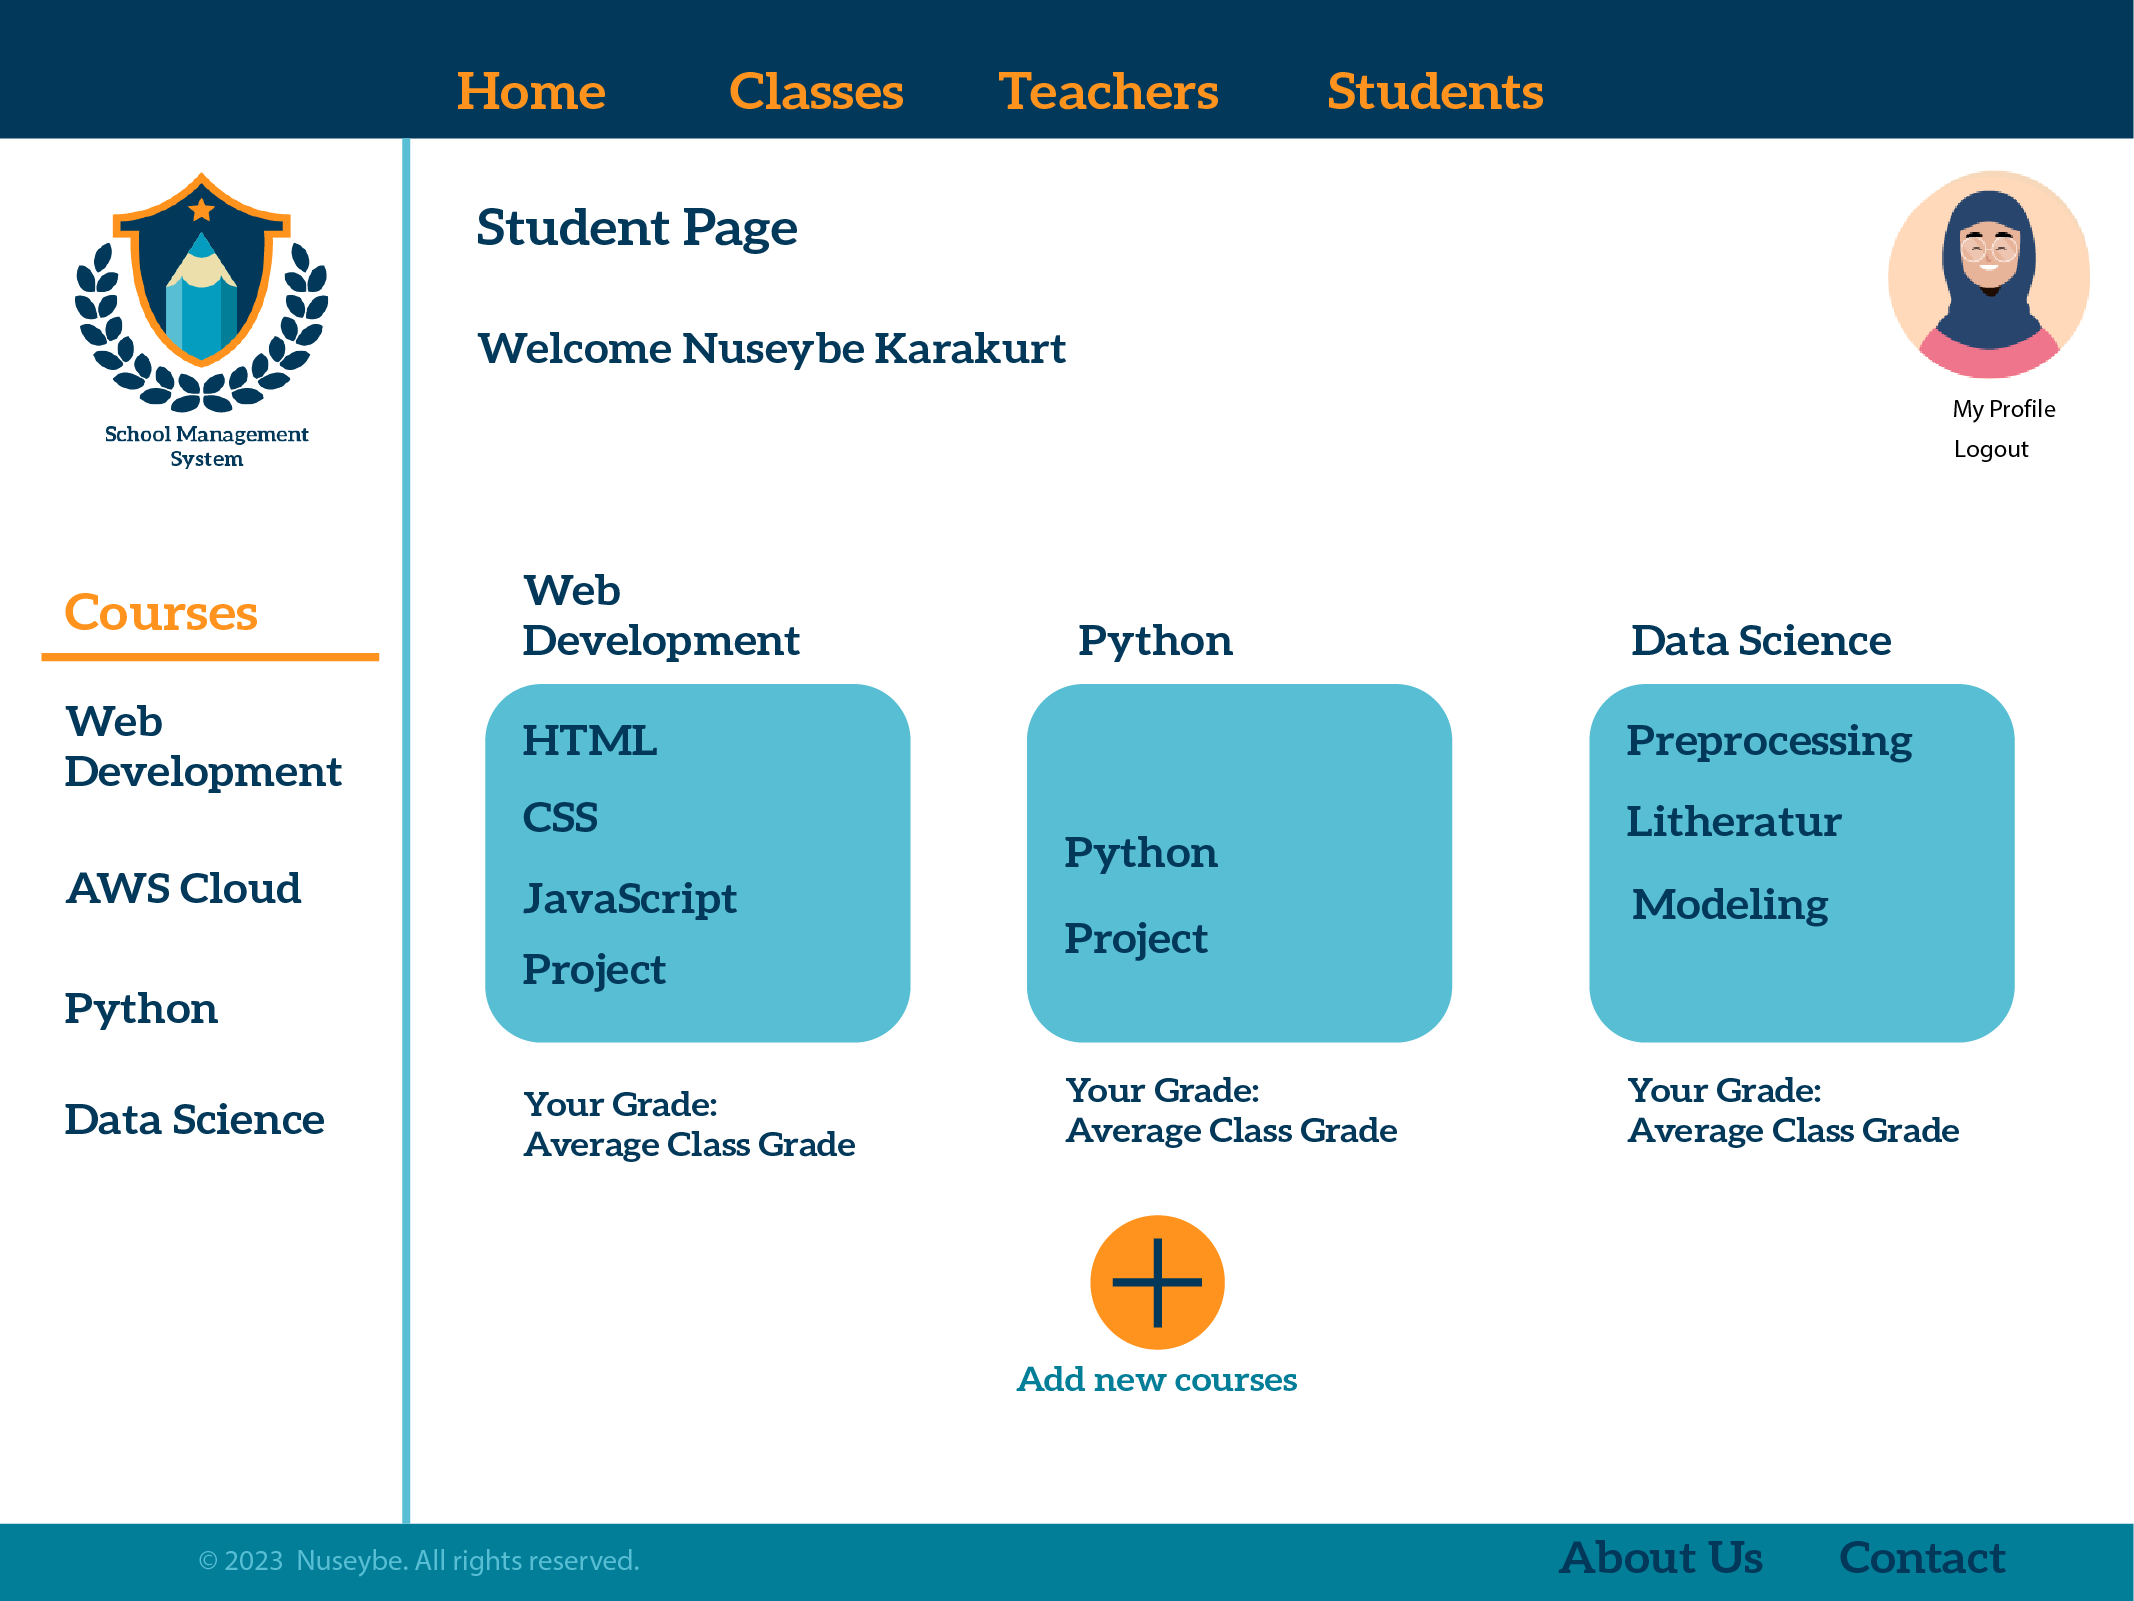 Home Classes Teachers Students
School Management
System
Student Page
Welcome Nuseybe Karakurt
My Profile
Logout
Courses
Web
Development
AWS Cloud
Python
Data Science
Web
Development
HTML
CSS
JavaScript
Project
Your Grade:
Average Class Grade
Python
Python
Project
Your Grade:
Average Class Grade
Data Science
Preprocessing
Litheratur
Modeling
Your Grade:
Average Class Grade
Add new courses
© 2023 Nuseybe. All rights reserved.
About Us Contact